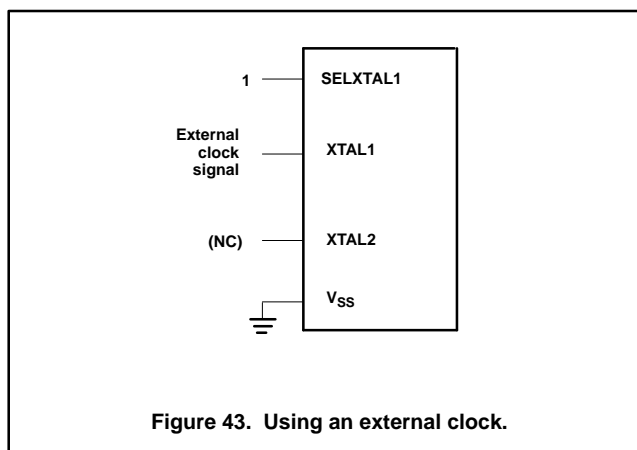 1 SELXTAL1
External
clock
signal
XTAL1
(NC) XTAL2
VSS
Figure 43. Using an external clock.